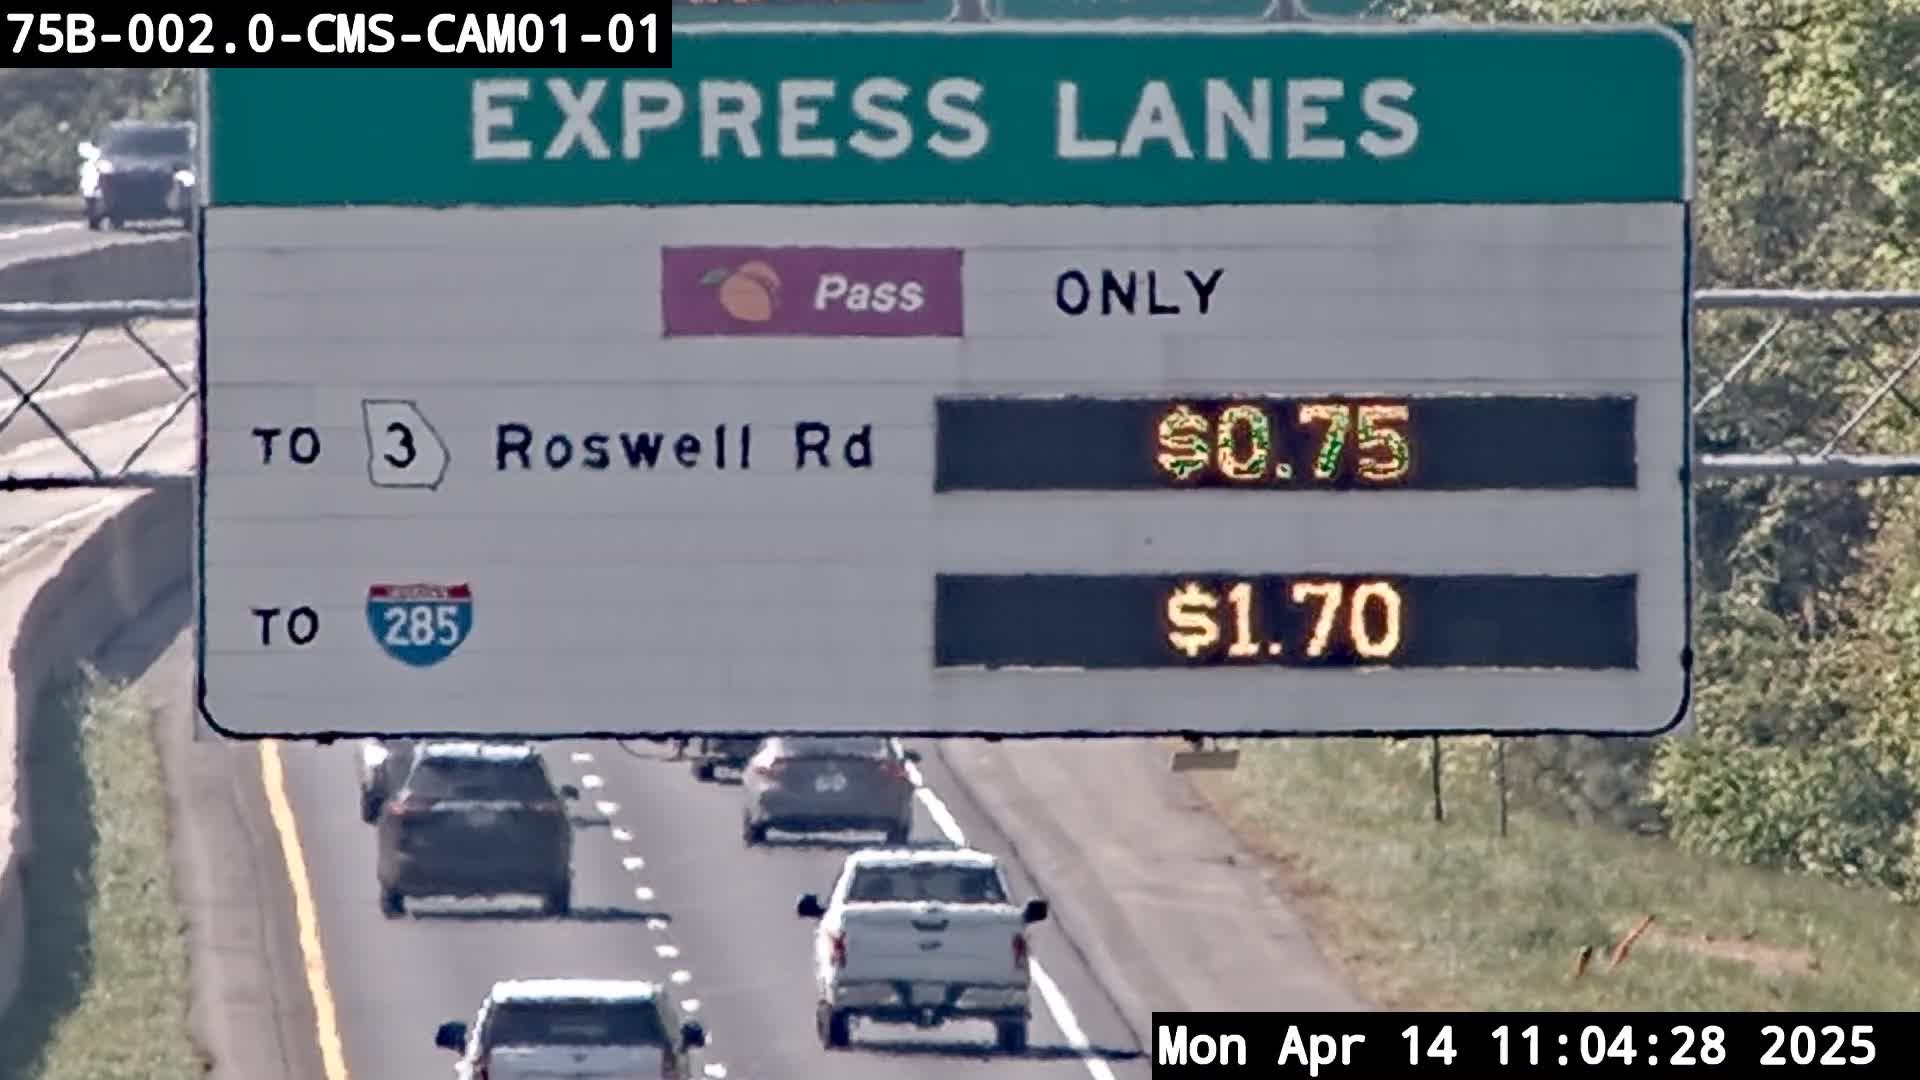 75B-002.0-CMS-CAM01-01
EXPRESS LANES
Pass ONLY
TO 3 Roswell Rd $0.75
TO 285 $1.70
Mon Apr 14 11:04:28 2025